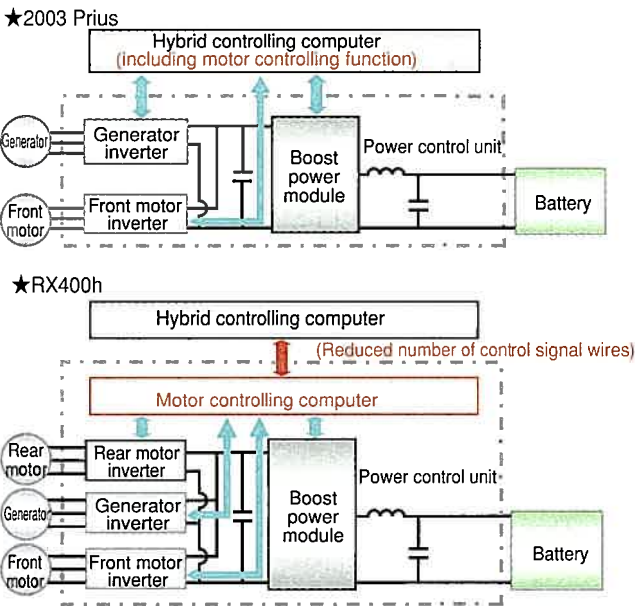 ★2003 Prius
Hybrid controlling computer
(including motor controlling function)
Generator
Generator
inverter
Boost
power
module
Power control unit
Battery
Front
motor
Front motor
inverter
★RX400h
Hybrid controlling computer
(Reduced number of control signal wires)
Motor controlling computer
Rear
motor
Rear motor
inverter
Generator
Generator
inverter
Boost
power
module
Power control unit
Battery
Front
motor
Front motor
inverter